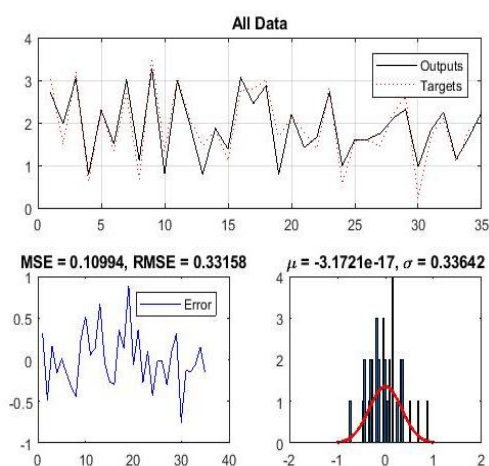 All Data
4
3
2
1
0
Outputs
Targets
0 5 10 15 20 25 30 35
MSE = 0.10994, RMSE = 0.33158
1
0.5
0
-0.5
-1
Error
0 10 20 30 40
μ = -3.1721e-17, σ = 0.33642
4
3
2
1
0
-2 -1 0 1 2